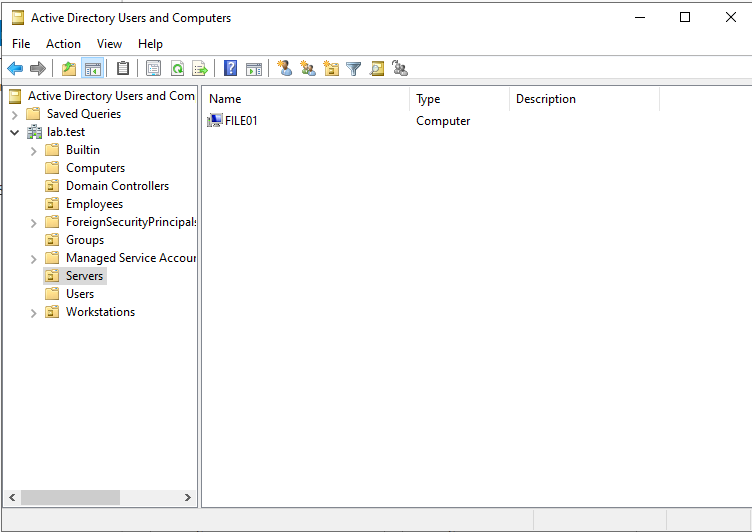 Active Directory Users and Computers
File Action View Help
Active Directory Users and Com
Saved Queries
lab.test
Builtin
Computers
Domain Controllers
Employees
ForeignSecurityPrincipals
Groups
Managed Service Accour
Servers
Users
Workstations
Name Type Description
FILE01 Computer